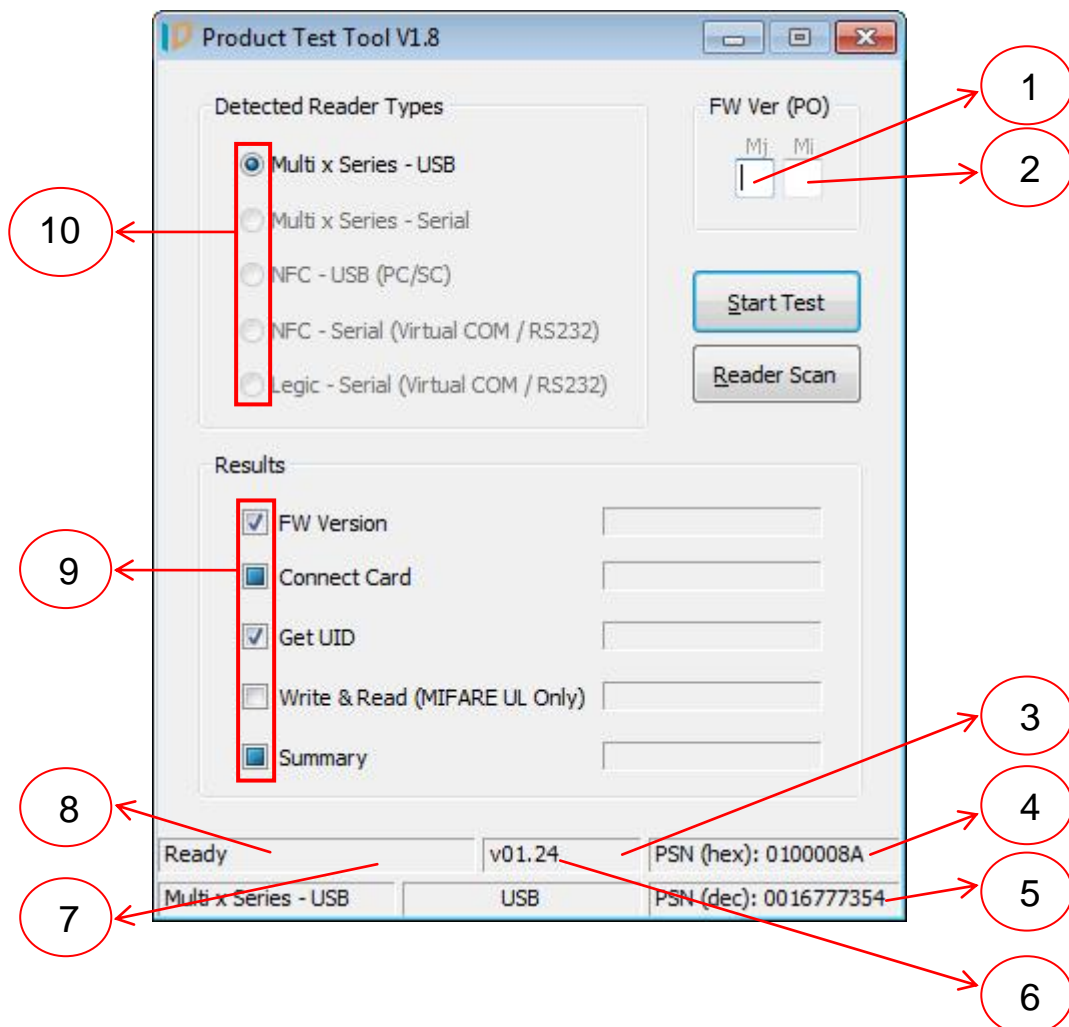 Product Test Tool V1.8
1
Detected Reader Types
FW Ver (PO)
Mj Mi
Multi x Series - USB
2
10
Multi x Series - Serial
NFC - USB (PC/SC)
Start Test
NFC - Serial (Virtual COM / RS232)
Reader Scan
Legic - Serial (Virtual COM / RS232)
Results
FW Version
9
Connect Card
Get UID
Write & Read (MIFARE UL Only)
3
Summary
8
4
Ready v01.24 PSN (hex): 0100008A
Multi x Series - USB USB PSN (dec): 0016777354
5
7
6